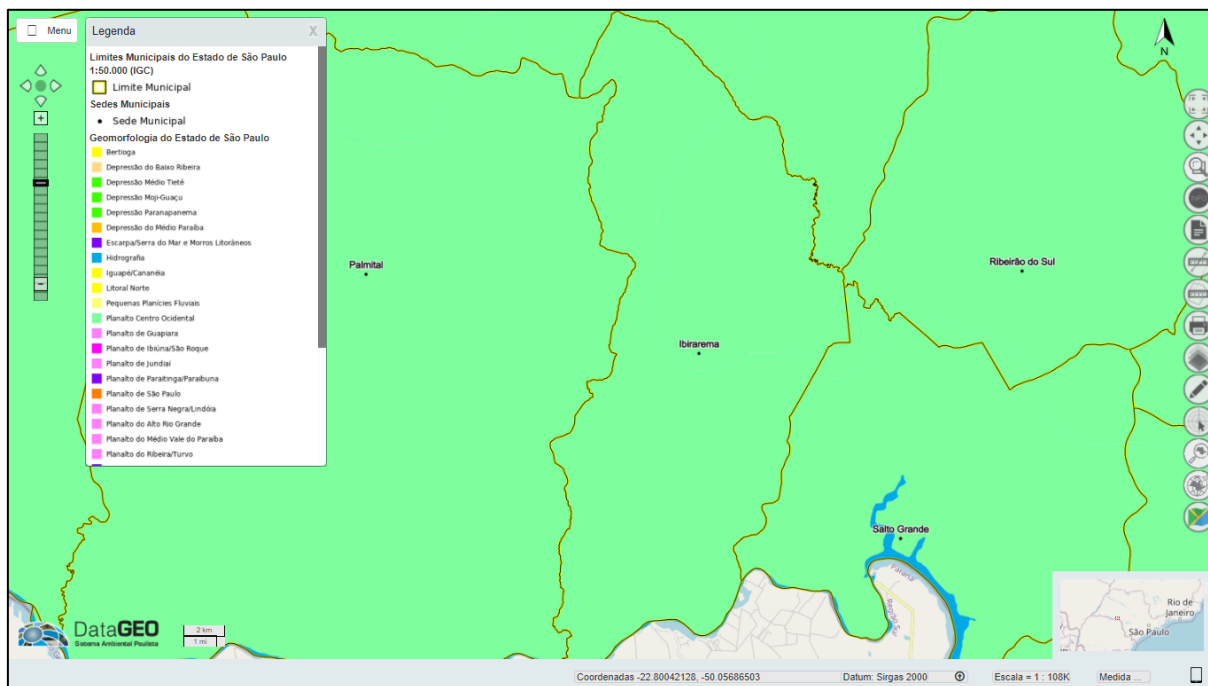 Menu
Legenda
X
Limites Municipais do Estado de São Paulo
1:50.000 (IGC)
Limite Municipal
Sedes Municipais
Sede Municipal
Geomorfologia do Estado de São Paulo
Bertioga
Depressão do Baixo Ribeira
Depressão Médio Tietê
Depressão Moji-Guaçu
Depressão Paranapanema
Depressão do Médio Paraíba
Escarpa/Serra do Mar e Morros Litorâneos
Hidrografia
Iguapé/Cananéia
Litoral Norte
Pequenas Planícies Fluviais
Planalto Centro Ocidental
Planalto de Guapiara
Planalto de Ibiúna/São Roque
Planalto de Jundiaí
Planalto de Paraitinga/Paraibuna
Planalto de São Paulo
Planalto de Serra Negra/Lindóia
Planalto do Alto Rio Grande
Planalto do Médio Vale do Paraíba
Planalto do Ribeira/Turvo
N
Palmital
Ribeirão do Sul
Ibirarema
Salto Grande
Paraná
Região Sul
DataGEO
Sistema Ambiental Paulista
2 km
1 mi
Rio de
Janeiro
São Paulo
Coordenadas -22.80042128, -50.05686503
Datum: Sirgas 2000
Escala = 1 : 108K
Medida ...